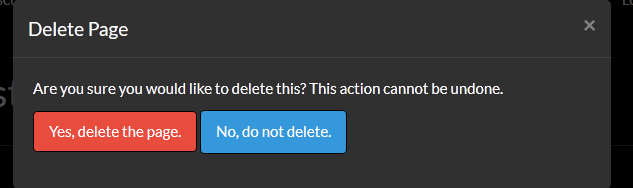 Delete Page
×
Are you sure you would like to delete this? This action cannot be undone.
Yes, delete the page.
No, do not delete.